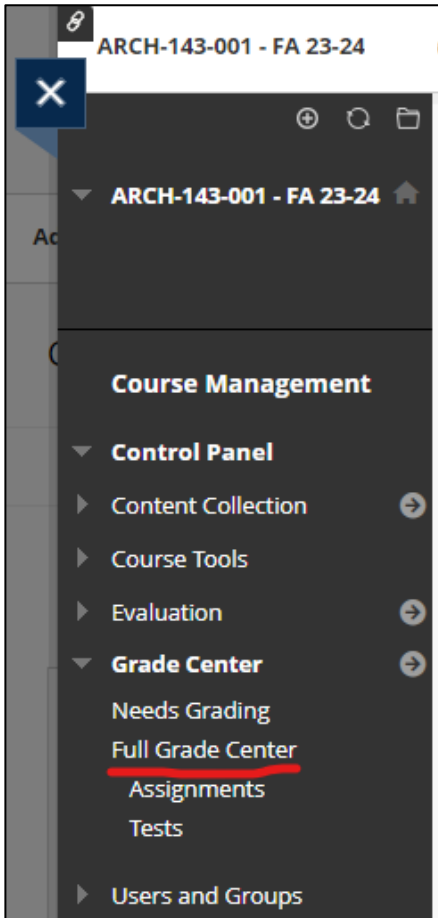 ARCH-143-001 - FA 23-24
ARCH-143-001 - FA 23-24
Ac
Course Management
Control Panel
Content Collection
Course Tools
Evaluation
Grade Center
Needs Grading
Full Grade Center
Assignments
Tests
Users and Groups